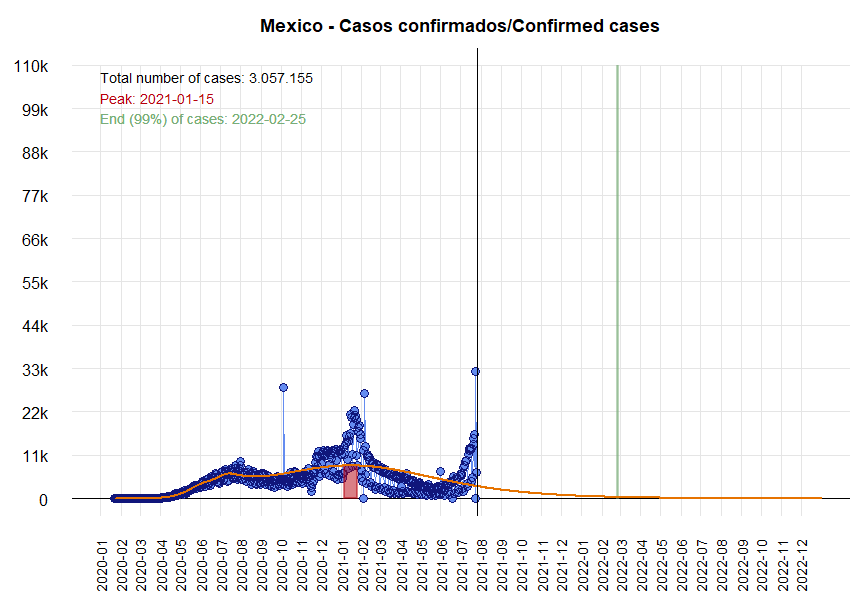 Mexico - Casos confirmados/Confirmed cases
110k
Total number of cases: 3.057.155
Peak: 2021-01-15
End (99%) of cases: 2022-02-25
99k
88k
77k
66k
55k
44k
33k
22k
11k
0
2020-01
2020-02
2020-03
2020-04
2020-05
2020-06
2020-07
2020-08
2020-09
2020-10
2020-11
2020-12
2021-01
2021-02
2021-03
2021-04
2021-05
2021-06
2021-07
2021-08
2021-09
2021-10
2021-11
2021-12
2022-01
2022-02
2022-03
2022-04
2022-05
2022-06
2022-07
2022-08
2022-09
2022-10
2022-11
2022-12